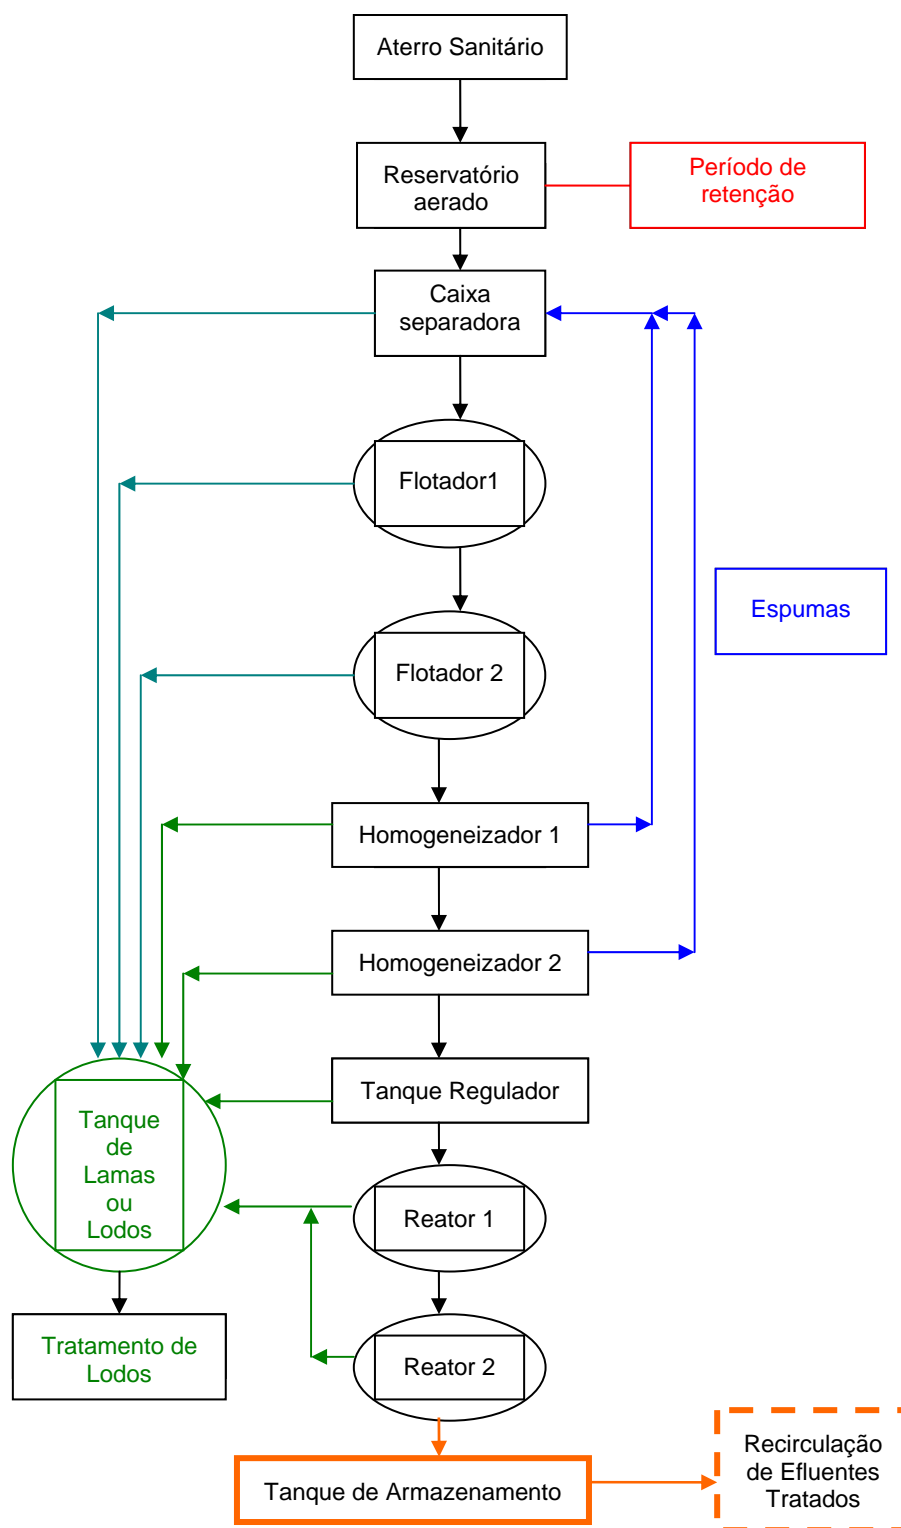 Aterro Sanitário
Reservatório
aerado
Período de
retenção
Caixa
separadora
Flotador1
Espumas
Flotador 2
Homogeneizador 1
Homogeneizador 2
Tanque Regulador
Tanque
de
Lamas
ou
Lodos
Reator 1
Tratamento de
Lodos
Reator 2
Tanque de Armazenamento
Recirculação
de Efluentes
Tratados